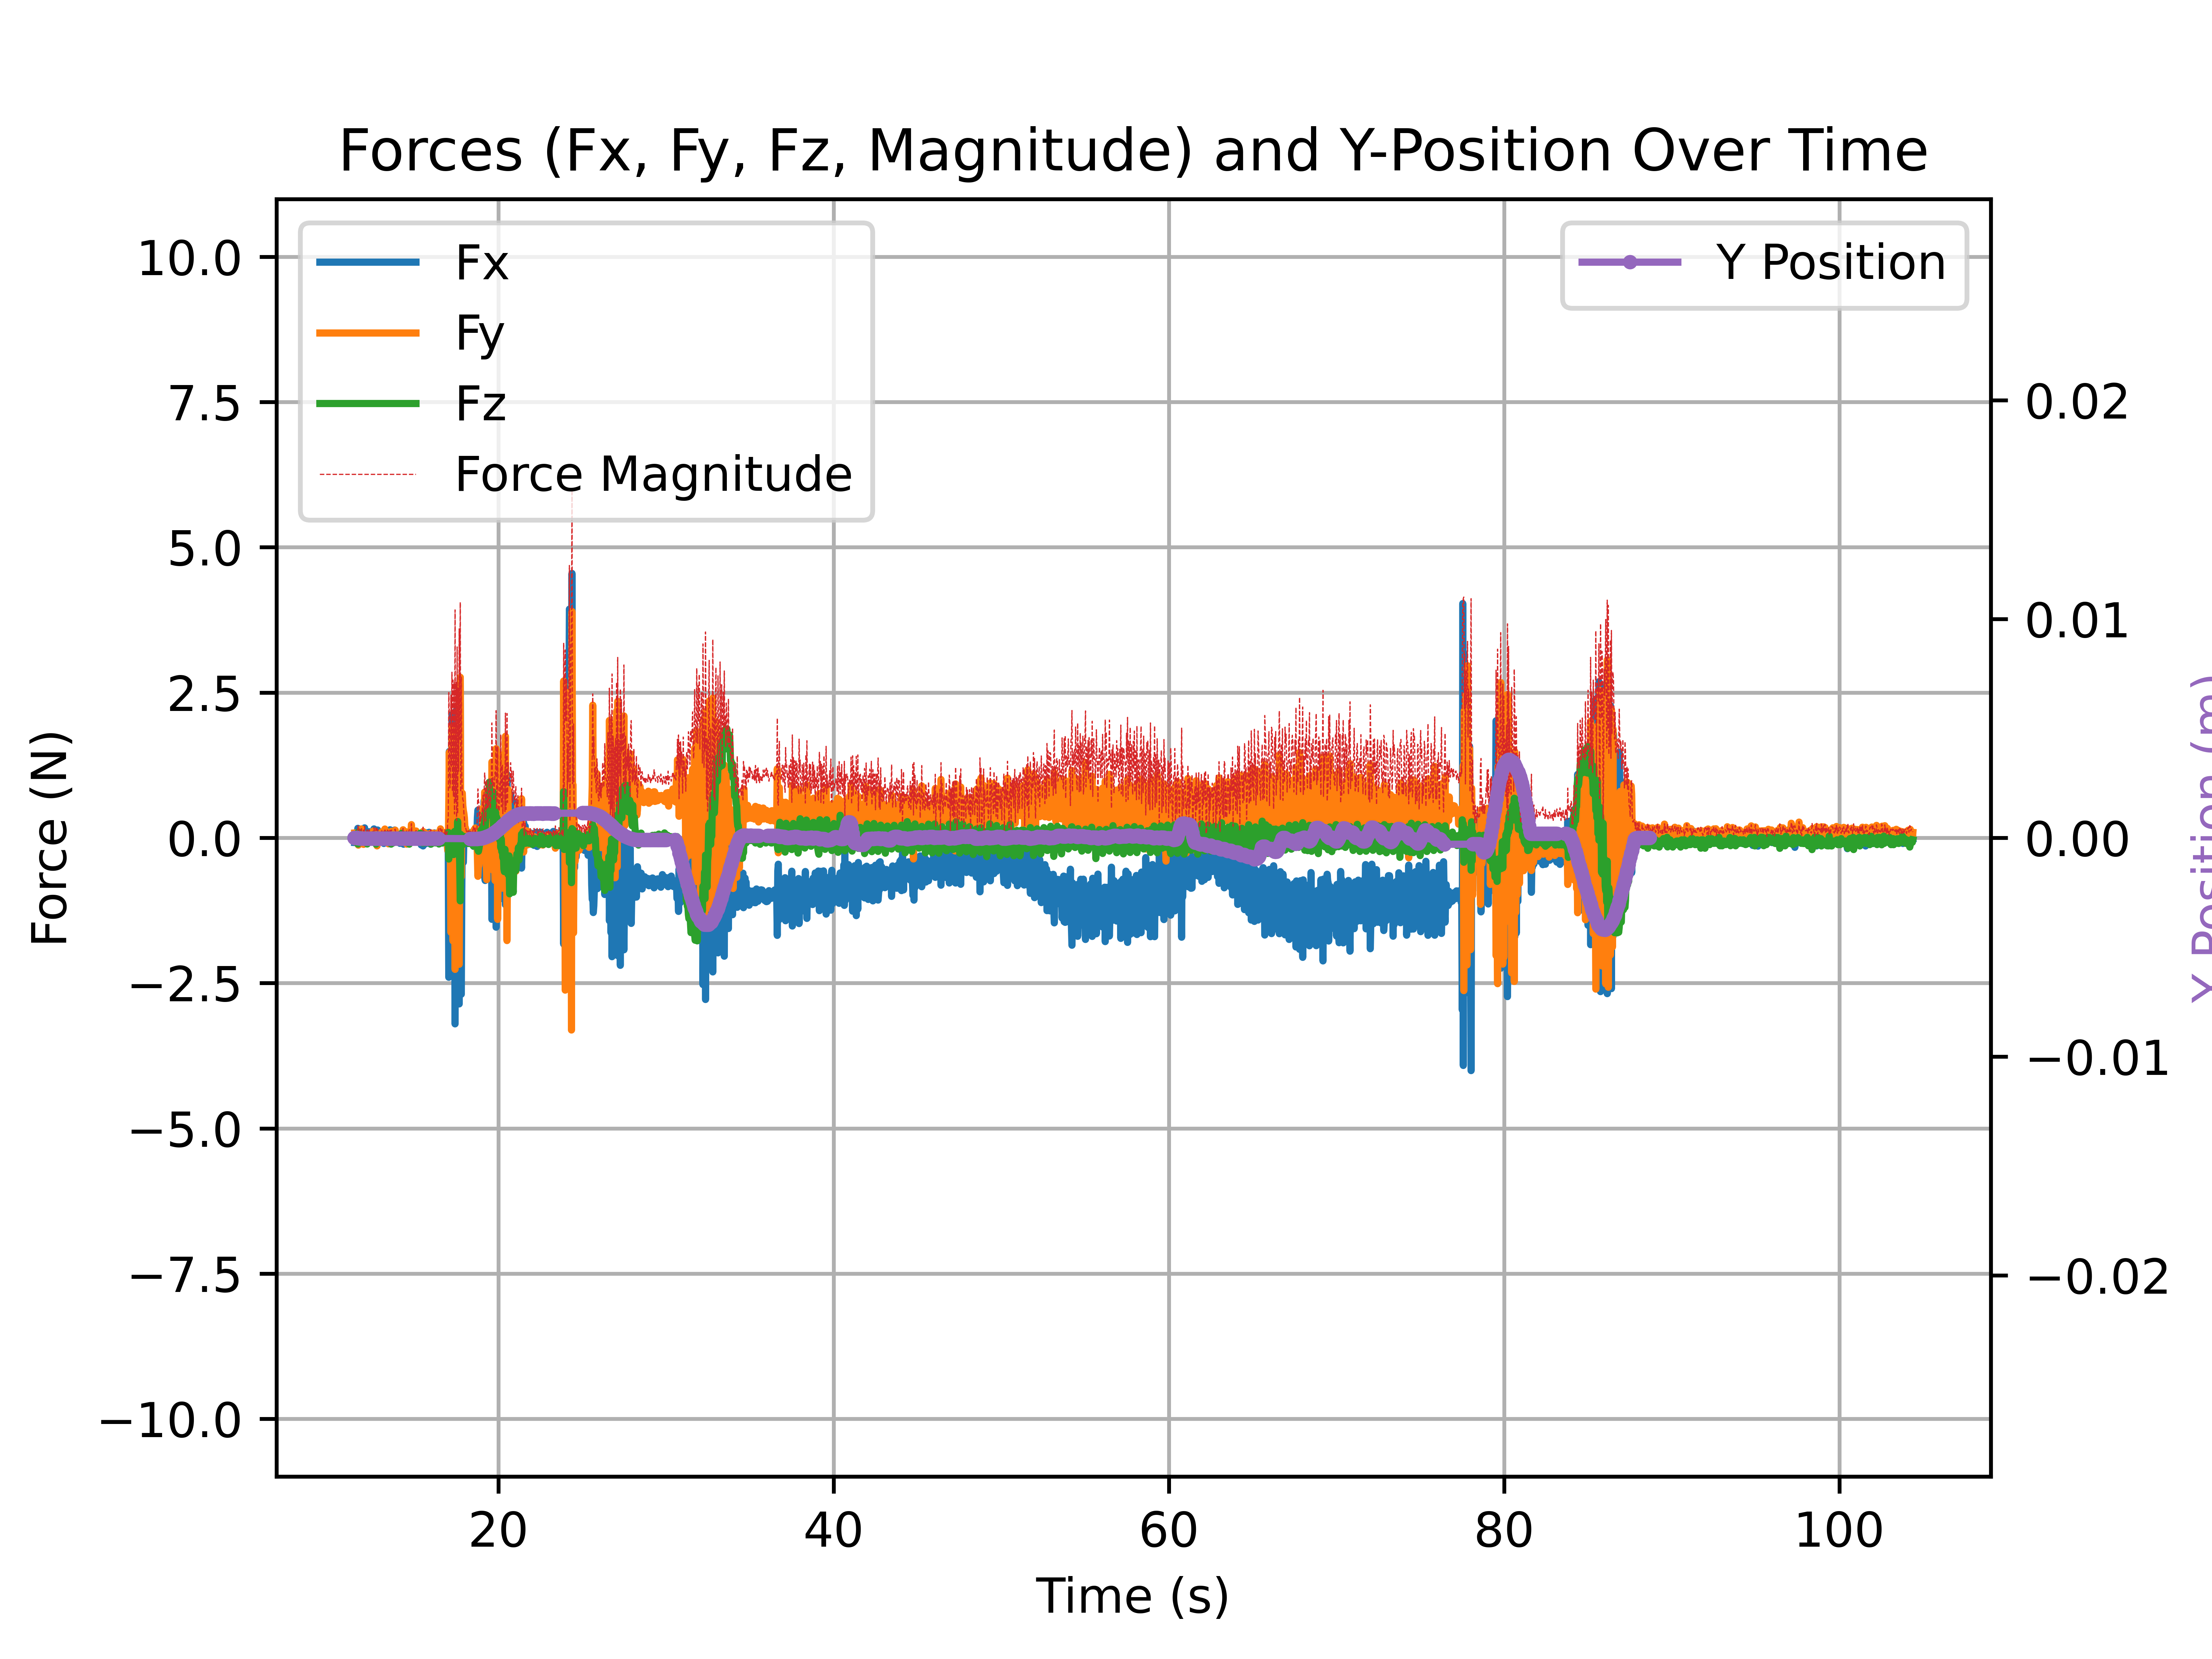 Forces (Fx, Fy, Fz, Magnitude) and Y-Position Over Time
Fx
Fy
Fz
Force Magnitude
Y Position
10.0
7.5
5.0
2.5
0.0
−2.5
−5.0
−7.5
−10.0
Force (N)
0.02
0.01
0.00
−0.01
−0.02
Y Position (m)
20
40
60
80
100
Time (s)